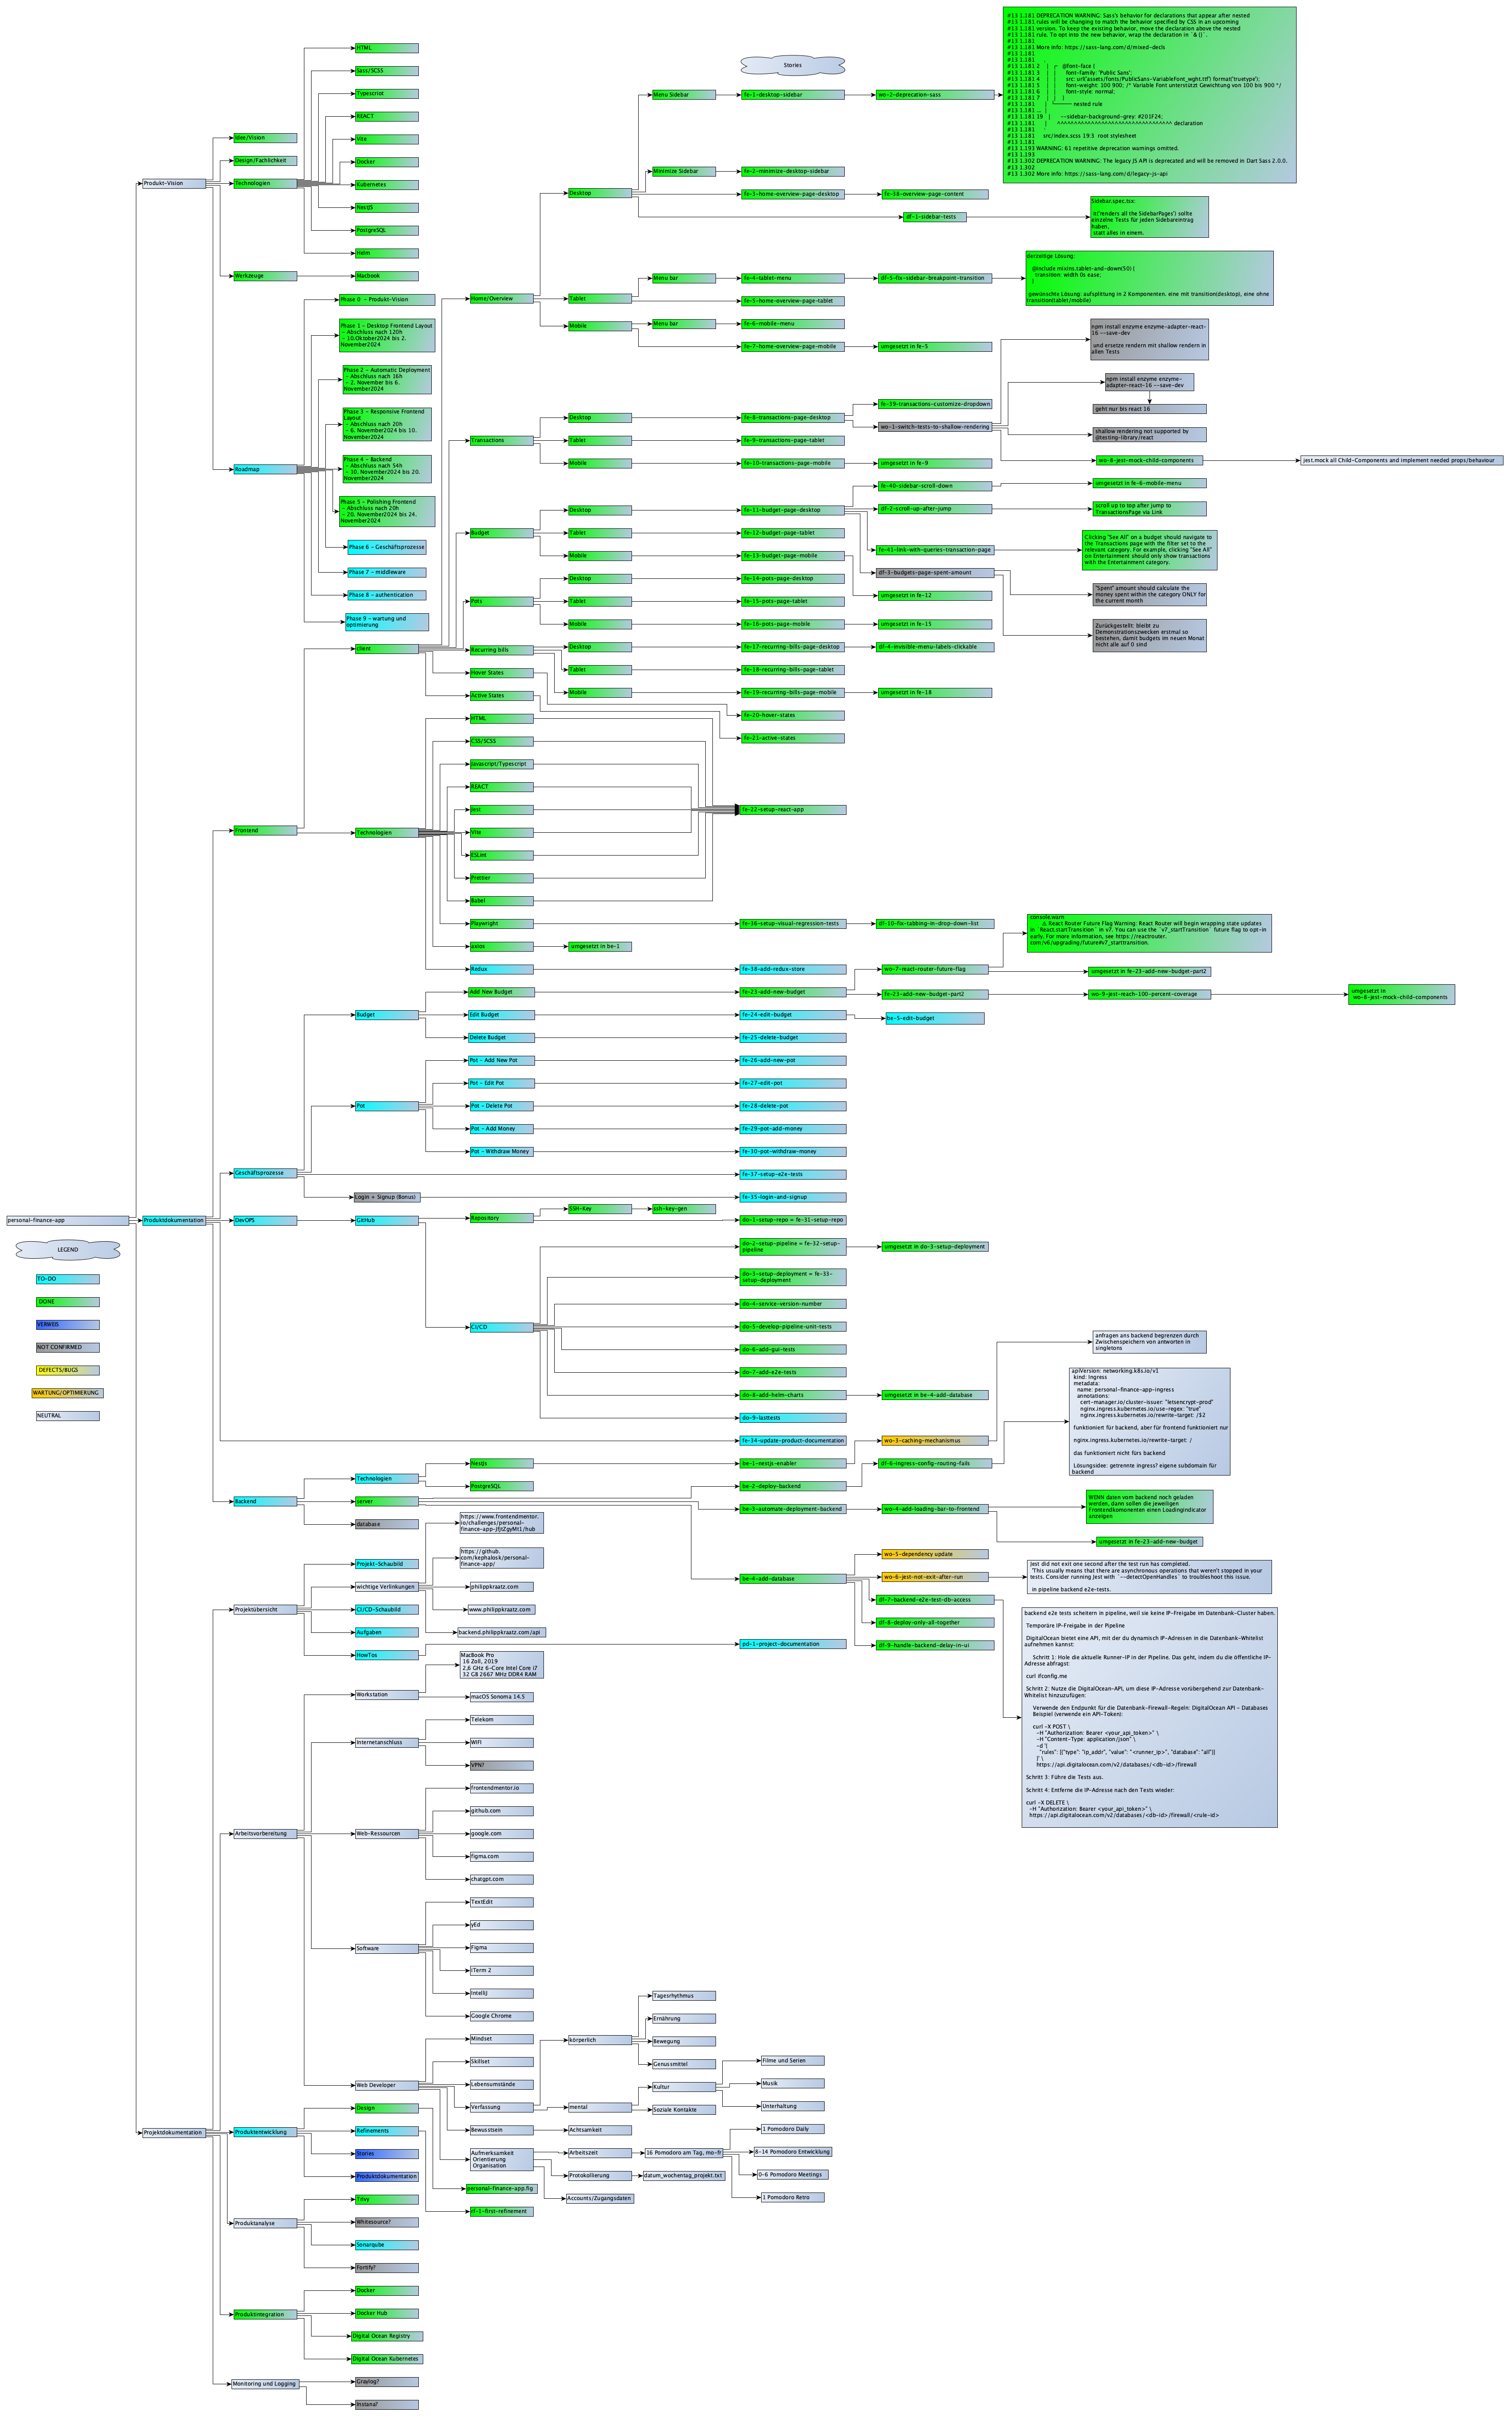 #13 1.181 DEPRECATION WARNING: Sass's behavior for declarations that appear after nested
#13 1.181 rules will be changing to match the behavior specified by CSS in an upcoming
#13 1.181 version. To keep the existing behavior, move the declaration above the nested
#13 1.181 rule. To opt into the new behavior, wrap the declaration in `& {}`.
#13 1.181
#13 1.181 More info: https://sass-lang.com/d/mixed-decls
#13 1.181
#13 1.181
#13 1.181 2 | ┌ @font-face {
#13 1.181 3 | | font-family: 'Public Sans';
#13 1.181 4 | | src: url('assets/fonts/PublicSans-VariableFont_wght.ttf') format('truetype');
#13 1.181 5 | | font-weight: 100 900; /* Variable Font unterstützt Gewichtung von 100 bis 900 */
#13 1.181 6 | | font-style: normal;
#13 1.181 7 | | }
#13 1.181 | └──── nested rule
#13 1.181 ... |
#13 1.181 19 | --sidebar-background-grey: #201F24;
#13 1.181 | ^^^^^^^^^^^^^^^^^^^^^^^^^^^^^^^^^^ declaration
#13 1.181
#13 1.181 src/index.scss 19:3 root stylesheet
#13 1.181
#13 1.193 WARNING: 61 repetitive deprecation warnings omitted.
#13 1.193
#13 1.302 DEPRECATION WARNING: The legacy JS API is deprecated and will be removed in Dart Sass 2.0.0.
#13 1.302
#13 1.302 More info: https://sass-lang.com/d/legacy-js-api
Stories
HTML
Sass/SCSS
Typescriot
REACT
Vite
Docker
Kubernetes
NestJS
PostgreSQL
Helm
Idee/Vision
Design/Fachlichkeit
Produkt-Vision
Technologien
Werkzeuge
Macbook
Menu Sidebar
fe-1-desktop-sidebar
wo-2-deprecation-sass
Minimize Sidebar
fe-2-minimize-desktop-sidebar
Desktop
fe-3-home-overview-page-desktop
fe-38-overview-page-content
df-1-sidebar-tests
Sidebar.spec.tsx:
it('renders all the SidebarPages') sollte
einzelne Tests für jeden Sidebareintrag
haben,
statt alles in einem.
derzeitige Lösung:
@include mixins.tablet-and-down(50) {
transition: width 0s ease;
}
gewünschte Lösung: aufsplittung in 2 Komponenten. eine mit transition(desktop), eine ohne
transition(tablet/mobile)
Menu bar
fe-4-tablet-menu
df-5-fix-sidebar-breakpoint-transition
Home/Overview
Tablet
fe-5-home-overview-page-tablet
Mobile
Menu bar
fe-6-mobile-menu
fe-7-home-overview-page-mobile
umgesetzt in fe-5
Phase 0 - Produkt-Vision
Phase 1 - Desktop Frontend Layout
- Abschluss nach 120h
- 10.Oktober2024 bis 2.
November2024
Phase 2 - Automatic Deployment
- Abschluss nach 16h
- 2. November bis 6.
November2024
Phase 3 - Responsive Frontend
Layout
- Abschluss nach 20h
- 6. November2024 bis 10.
November2024
Phase 4 - Backend
- Abschluss nach 54h
- 10. November2024 bis 20.
November2024
Phase 5 - Polishing Frontend
- Abschluss nach 20h
- 20. November2024 bis 24.
November2024
Roadmap
Phase 6 - Geschäftsprozesse
Phase 7 - middleware
Phase 8 - authentication
Phase 9 - wartung und
optimierung
npm install enzyme enzyme-adapter-react-
16 --save-dev
und ersetze rendern mit shallow rendern in
allen Tests
npm install enzyme enzyme-
adapter-react-16 --save-dev
geht nur bis react 16
shallow rendering not supported by
@testing-library/react
Transactions
Desktop
fe-8-transactions-page-desktop
fe-39-transactions-customize-dropdown
wo-1-switch-tests-to-shallow-rendering
Tablet
fe-9-transactions-page-tablet
Mobile
fe-10-transactions-page-mobile
umgesetzt in fe-9
wo-8-jest-mock-child-components
jest.mock all Child-Components and implement needed props/behaviour
Budget
Desktop
fe-11-budget-page-desktop
fe-40-sidebar-scroll-down
umgesetzt in fe-6-mobile-menu
df-2-scroll-up-after-jump
scroll up to top after jump to
TransactionsPage via Link
Tablet
fe-12-budget-page-tablet
fe-41-link-with-queries-transaction-page
Clicking "See All" on a budget should navigate to
the Transactions page with the filter set to the
relevant category. For example, clicking "See All"
on Entertainment should only show transactions
with the Entertainment category.
Mobile
fe-13-budget-page-mobile
df-3-budgets-page-spent-amount
"Spent" amount should calculate the
money spent within the category ONLY for
the current month
umgesetzt in fe-12
Zurückgestellt: bleibt zu
Demonstrationszwecken erstmal so
bestehen, damit budgets im neuen Monat
nicht alle auf 0 sind
Pots
Desktop
fe-14-pots-page-desktop
Tablet
fe-15-pots-page-tablet
Mobile
fe-16-pots-page-mobile
umgesetzt in fe-15
client
Recurring bills
Desktop
fe-17-recurring-bills-page-desktop
df-4-invisible-menu-labels-clickable
Tablet
fe-18-recurring-bills-page-tablet
Mobile
fe-19-recurring-bills-page-mobile
umgesetzt in fe-18
Hover States
Active States
fe-20-hover-states
fe-21-active-states
HTML
CSS/SCSS
Javascript/Typescript
REACT
Jest
Vite
ESLint
Prettier
Babel
fe-22-setup-react-app
Frontend
Technologien
Playwright
fe-36-setup-visual-regression-tests
df-10-fix-tabbing-in-drop-down-list
axios
umgesetzt in be-1
Redux
fe-38-add-redux-store
console.warn
⚠ React Router Future Flag Warning: React Router will begin wrapping state updates
in `React.startTransition` in v7. You can use the `v7_startTransition` future flag to opt-in
early. For more information, see https://reactrouter.
com/v6/upgrading/future#v7_starttransition.
wo-7-react-router-future-flag
umgesetzt in fe-23-add-new-budget-part2
Add New Budget
fe-23-add-new-budget
fe-23-add-new-budget-part2
wo-9-jest-reach-100-percent-coverage
umgesetzt in
wo-8-jest-mock-child-components
Budget
Edit Budget
fe-24-edit-budget
be-5-edit-budget
Delete Budget
fe-25-delete-budget
Pot - Add New Pot
fe-26-add-new-pot
Pot - Edit Pot
fe-27-edit-pot
Pot
Pot - Delete Pot
fe-28-delete-pot
Pot - Add Money
fe-29-pot-add-money
Pot - Withdraw Money
fe-30-pot-withdraw-money
Geschäftsprozesse
fe-37-setup-e2e-tests
Login + Signup (Bonus)
fe-35-login-and-signup
personal-finance-app
Produktdokumentation
DevOPS
GitHub
Repository
SSH-Key
ssh-key-gen
do-1-setup-repo = fe-31-setup-repo
LEGEND
TO-DO
DONE
VERWEIS
NOT CONFIRMED
DEFECTS/BUGS
WARTUNG/OPTIMIERUNG
NEUTRAL
do-2-setup-pipeline = fe-32-setup-
pipeline
umgesetzt in do-3-setup-deployment
do-3-setup-deployment = fe-33-
setup-deployment
do-4-service-version-number
CI/CD
do-5-develop-pipeline-unit-tests
do-6-add-gui-tests
do-7-add-e2e-tests
do-8-add-helm-charts
umgesetzt in be-4-add-database
do-9-lasttests
fe-34-update-product-documentation
wo-3-caching-mechanismus
anfragen ans backend begrenzen durch
Zwischenspeichern von antworten in
singletons
apiVersion: networking.k8s.io/v1
kind: Ingress
metadata:
name: personal-finance-app-ingress
annotations:
cert-manager.io/cluster-issuer: "letsencrypt-prod"
nginx.ingress.kubernetes.io/use-regex: "true"
nginx.ingress.kubernetes.io/rewrite-target: /$2
funktioniert für backend, aber für frontend funktioniert nur
nginx.ingress.kubernetes.io/rewrite-target: /
das funktioniert nicht fürs backend
Lösungsidee: getrennte ingress? eigene subdomain für
backend
Technologien
NestJs
be-1-nestjs-enabler
df-6-ingress-config-routing-fails
PostgreSQL
be-2-deploy-backend
Backend
server
be-3-automate-deployment-backend
wo-4-add-loading-bar-to-frontend
WENN daten vom backend noch geladen
werden, dann sollen die jeweiligen
Frontendkomonenten einen Loadingindicator
anzeigen
umgesetzt in fe-23-add-new-budget
database
https://www.frontendmentor.
io/challenges/personal-
finance-app-JfjtZgyMt1/hub
https://github.
com/kephalosk/personal-
finance-app/
be-4-add-database
wo-5-dependency update
wo-6-jest-not-exit-after-run
Jest did not exit one second after the test run has completed.
'This usually means that there are asynchronous operations that weren't stopped in your
tests. Consider running Jest with `--detectOpenHandles` to troubleshoot this issue.
in pipeline backend e2e-tests.
df-7-backend-e2e-test-db-access
df-8-deploy-only-all-together
df-9-handle-backend-delay-in-ui
Projekt-Schaubild
wichtige Verlinkungen
philippkraatz.com
Projektübersicht
CI/CD-Schaubild
www.philippkraatz.com
Aufgaben
backend.philippkraatz.com/api
HowTos
pd-1-project-documentation
backend e2e tests scheitern in pipeline, weil sie keine IP-Freigabe im Datenbank-Cluster haben.
Temporäre IP-Freigabe in der Pipeline
DigitalOcean bietet eine API, mit der du dynamisch IP-Adressen in die Datenbank-Whitelist
aufnehmen kannst:
Schritt 1: Hole die aktuelle Runner-IP in der Pipeline. Das geht, indem du die öffentliche IP-
Adresse abfragst:
curl ifconfig.me
Schritt 2: Nutze die DigitalOcean-API, um diese IP-Adresse vorübergehend zur Datenbank-
Whitelist hinzuzufügen:
Verwende den Endpunkt für die Datenbank-Firewall-Regeln: DigitalOcean API - Databases
Beispiel (verwende ein API-Token):
curl -X POST \
-H "Authorization: Bearer <your_api_token>" \
-H "Content-Type: application/json" \
-d '{
"rules": [{"type": "ip_addr", "value": "<runner_ip>", "database": "all"}]
}' \
https://api.digitalocean.com/v2/databases/<db-id>/firewall
Schritt 3: Führe die Tests aus.
Schritt 4: Entferne die IP-Adresse nach den Tests wieder:
curl -X DELETE \
-H "Authorization: Bearer <your_api_token>" \
https://api.digitalocean.com/v2/databases/<db-id>/firewall/<rule-id>
MacBook Pro
16 Zoll, 2019
2,6 GHz 6-Core Intel Core i7
32 GB 2667 MHz DDR4 RAM
Workstation
macOS Sonoma 14.5
Telekom
Internetanschluss
WIFI
VPN?
frontendmentor.io
github.com
Arbeitsvorbereitung
Web-Ressourcen
google.com
figma.com
chatgpt.com
TextEdit
yEd
Software
Figma
iTerm 2
IntelliJ
Google Chrome
Tagesrhythmus
Ernährung
Mindset
körperlich
Bewegung
Skillset
Genussmittel
Filme und Serien
Web Developer
Lebensumstände
Kultur
Musik
Design
Verfassung
mental
Soziale Kontakte
Unterhaltung
Projektdokumentation
Produktentwicklung
Refinements
Bewusstsein
Achtsamkeit
1 Pomodoro Daily
Stories
Aufmerksamkeit
Orientierung
Organisation
Arbeitszeit
16 Pomodoro am Tag, mo-fr
8-14 Pomodoro Entwicklung
Produktdokumentation
Protokollierung
datum_wochentag_projekt.txt
0-6 Pomodoro Meetings
personal-finance-app.fig
Accounts/Zugangsdaten
1 Pomodoro Retro
Trivy
rf-1-first-refinement
Produktanalyse
Whitesource?
Sonarqube
Fortify?
Docker
Produktintegration
Docker Hub
Digital Ocean Registry
Digital Ocean Kubernetes
Monitoring und Logging
Graylog?
Instana?